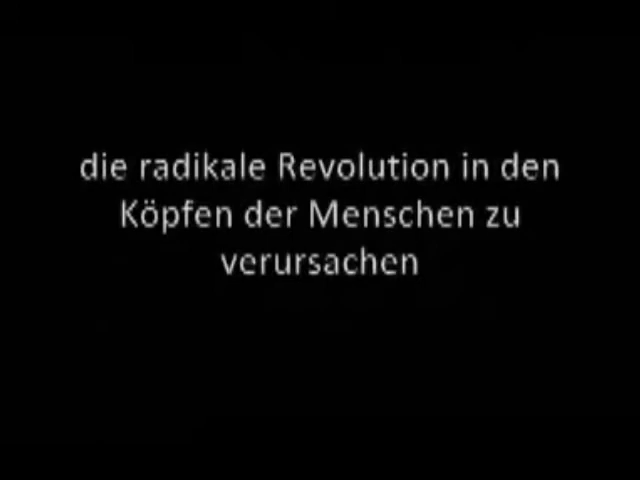 die radikale Revolution in den
Köpfen der Menschen zu
verursachen